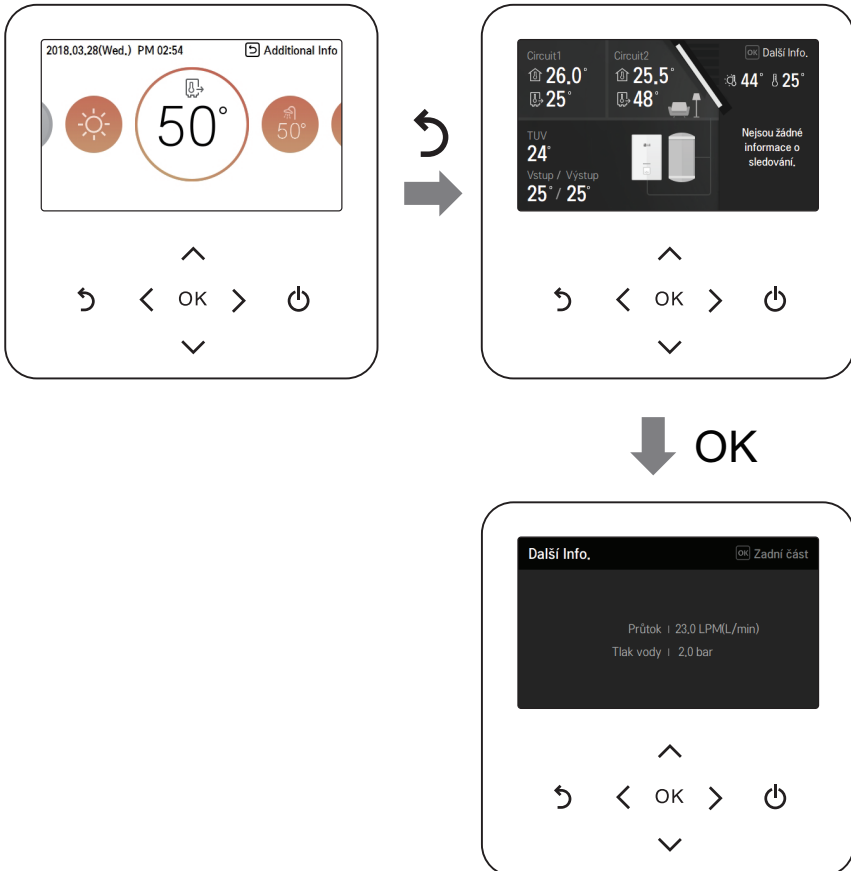 2018.03.28(Wed.) PM 02:54 Additional Info
50°
50°
OK
Circuit1 Circuit2 OK Další Info.
26.0° 25.5° 44° 25°
25° 48°
Nejsou žádné
informace o
sledování.
TUV
24°
Vstup / Výstup
25° / 25°
OK
OK
Další Info. OK Zadní část
Průtok | 23,0 LPM(L/min)
Tlak vody | 2,0 bar
OK